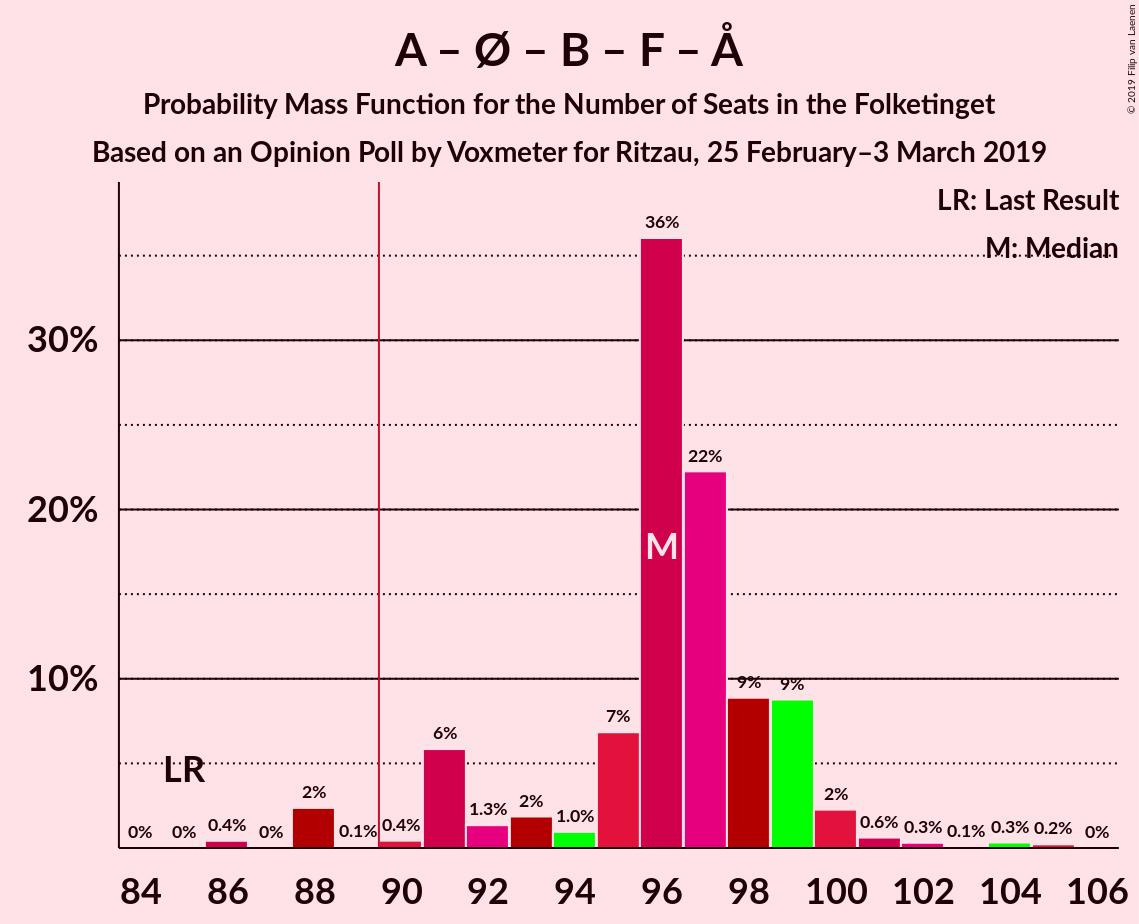 A – Ø – B – F – Å
Probability Mass Function for the Number of Seats in the Folketinget
Based on an Opinion Poll by Voxmeter for Ritzau, 25 February–3 March 2019
© 2019 Filip van Laenen
LR: Last Result
M: Median
30%
20%
10%
LR
M
0% 0% 0.4% 0% 2% 0.1% 0.4% 6% 1.3% 2% 1.0% 7% 36% 22% 9% 9% 2% 0.6% 0.3% 0.1% 0.3% 0.2% 0%
84 86 88 90 92 94 96 98 100 102 104 106